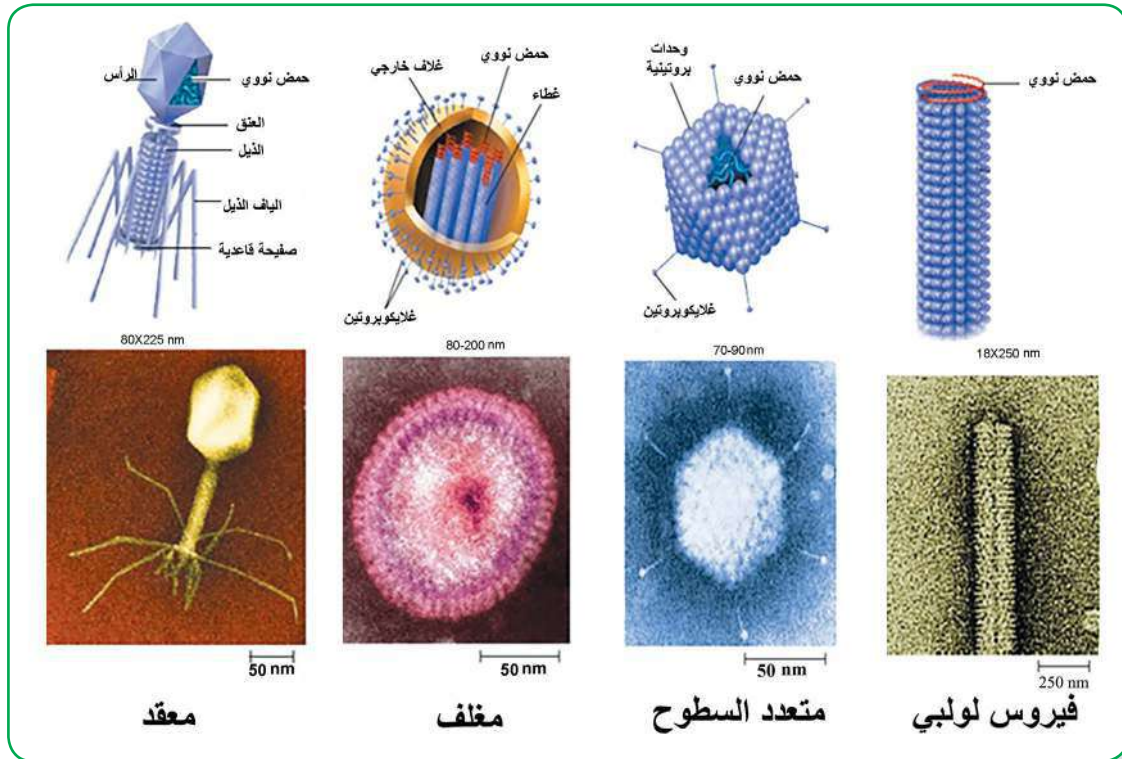 حمض نووي
18X250 nm
250 nm
فيروس لولبي
وحدات
بروتينية
حمض نووي
غلايكوبروتين
70-90nm
50 nm
متعدد السطوح
غلاف خارجي
حمض نووي
غطاء
غلايكوبروتين
80-200 nm
50 nm
مغلف
الرأس
حمض نووي
العنق
الذيل
الياف الذيل
صفيحة قاعدية
80X225 nm
50 nm
معقد